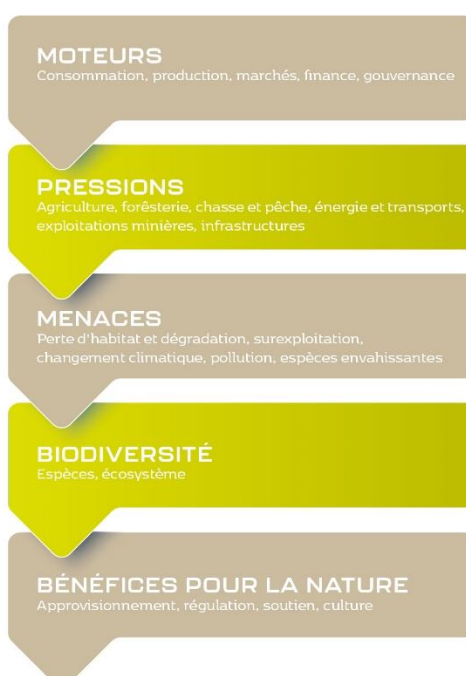 MOTEURS
Consommation, production, marchés, finance, gouvernance
PRESSIONS
Agriculture, forêsterie, chasse et pêche, énergie et transports,
exploitations minières, infrastructures
MENACES
Perte d'habitat et dégradation, surexploitation,
changement climatique, pollution, espèces envahissantes
BIODIVERSITÉ
Espèces, écosystème
BÉNÉFICES POUR LA NATURE
Approvisionnement, régulation, soutien, culture